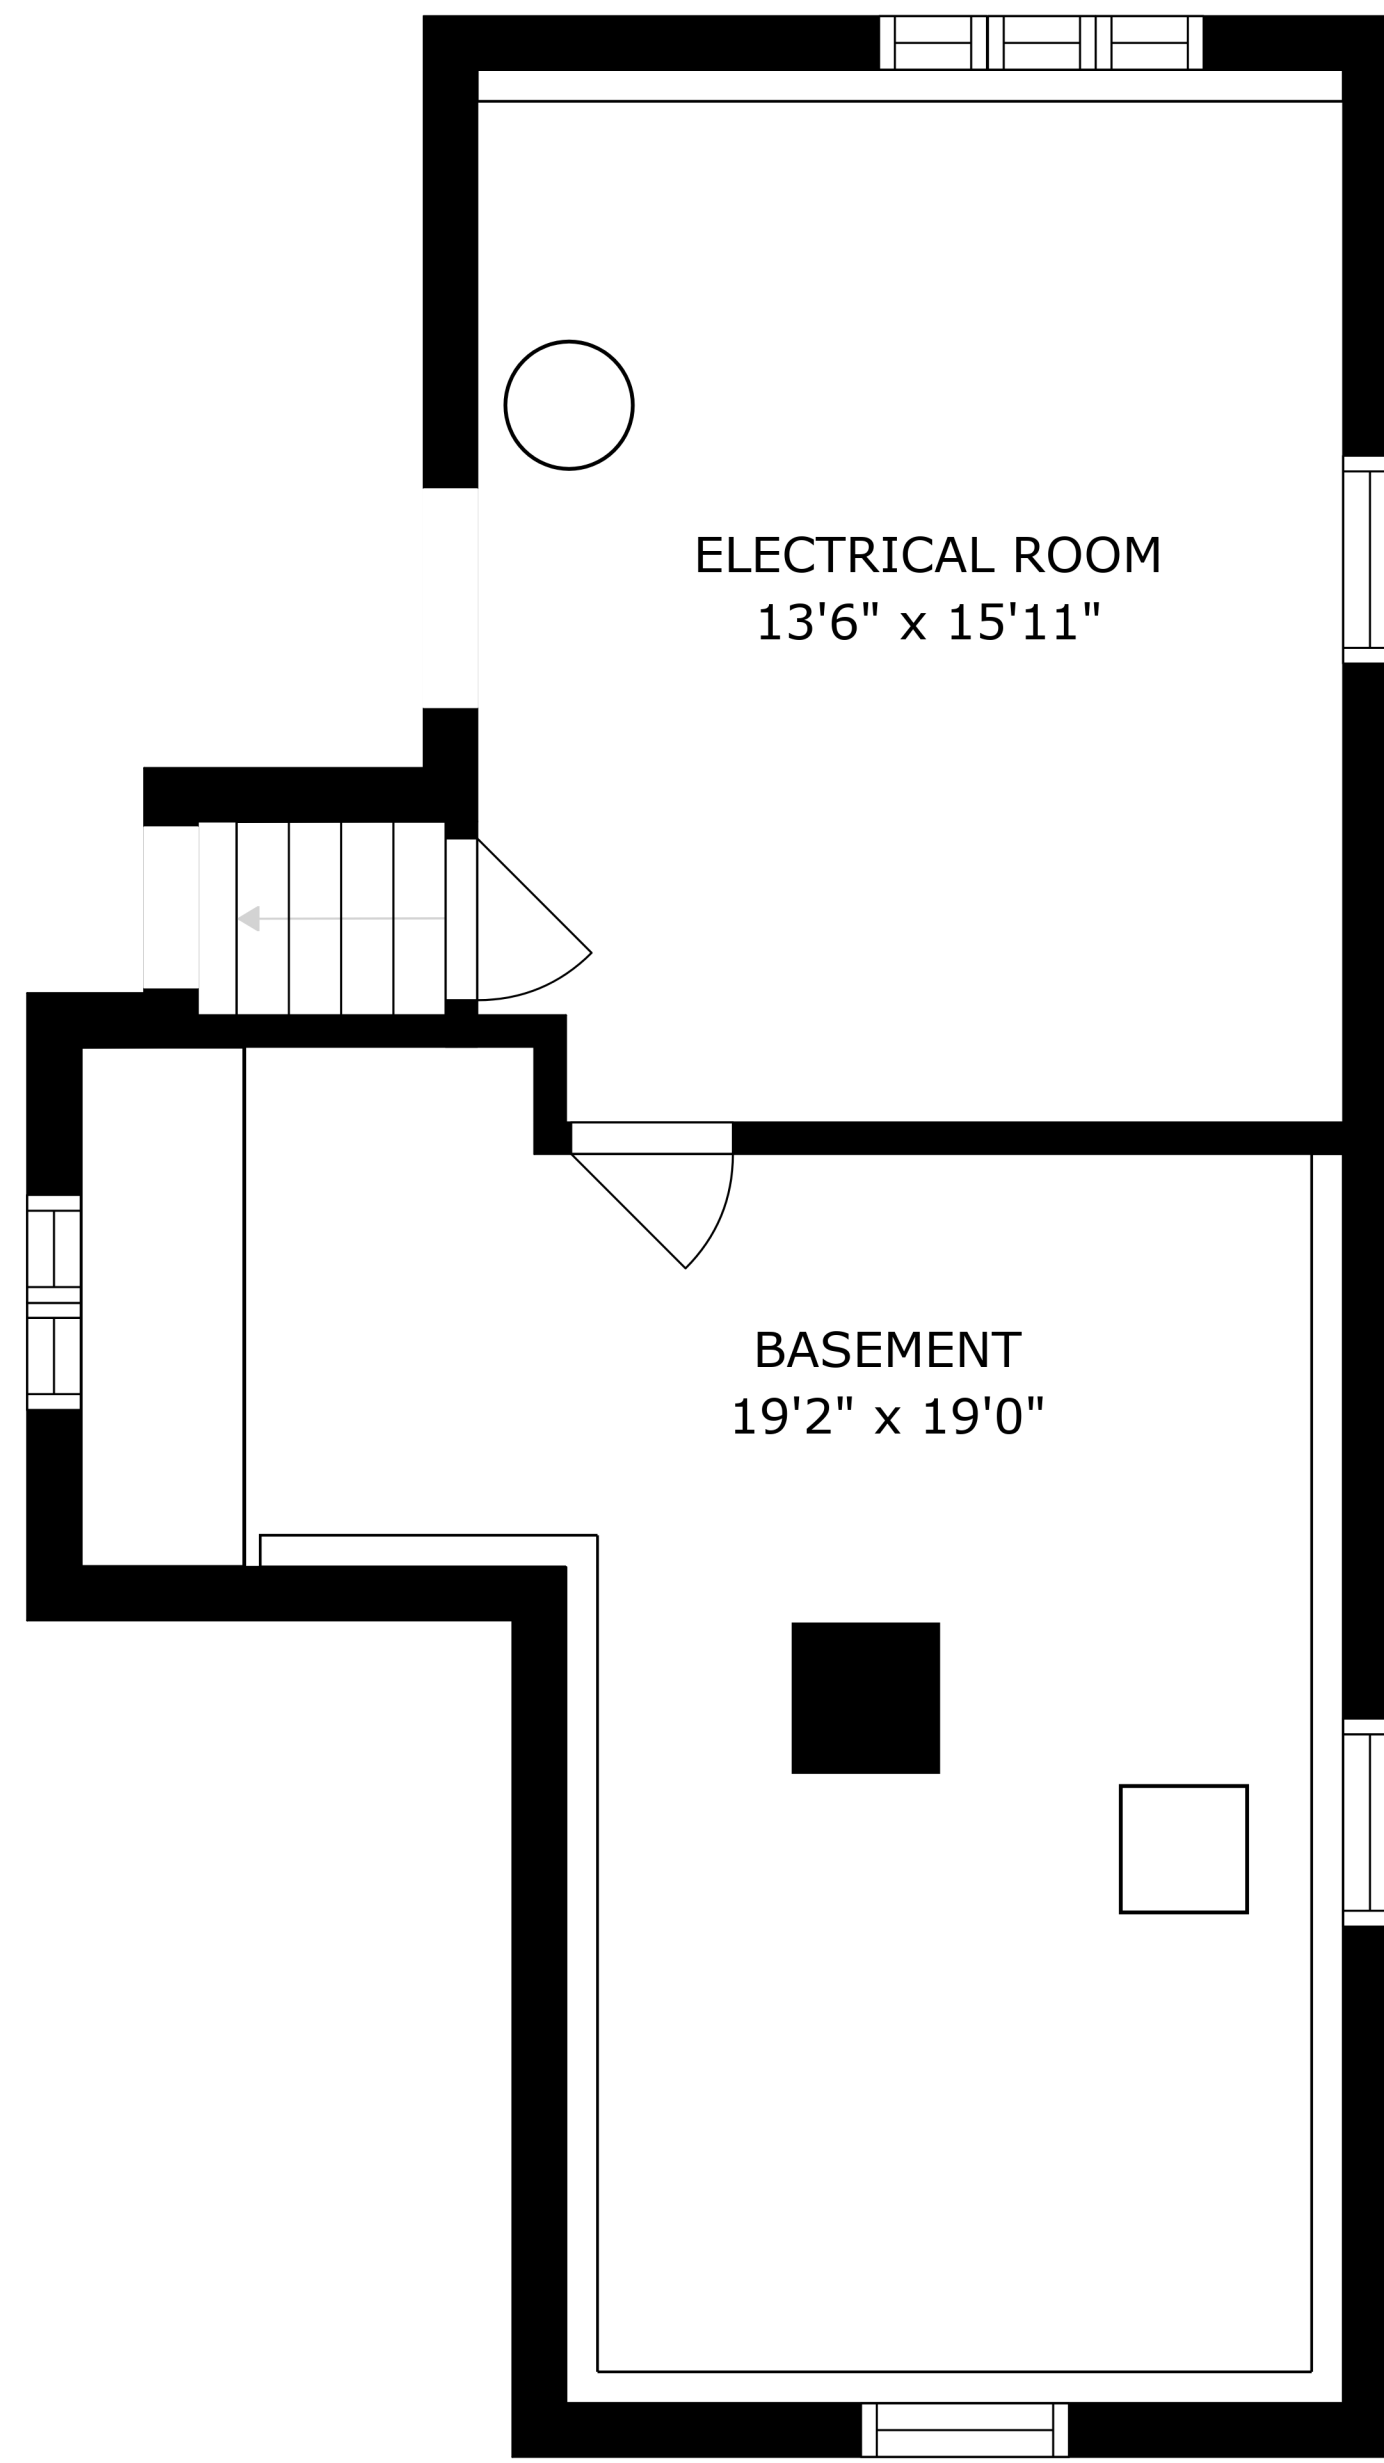 ELECTRICAL ROOM
13'6" x 15'11"
BASEMENT
19'2" x 19'0"